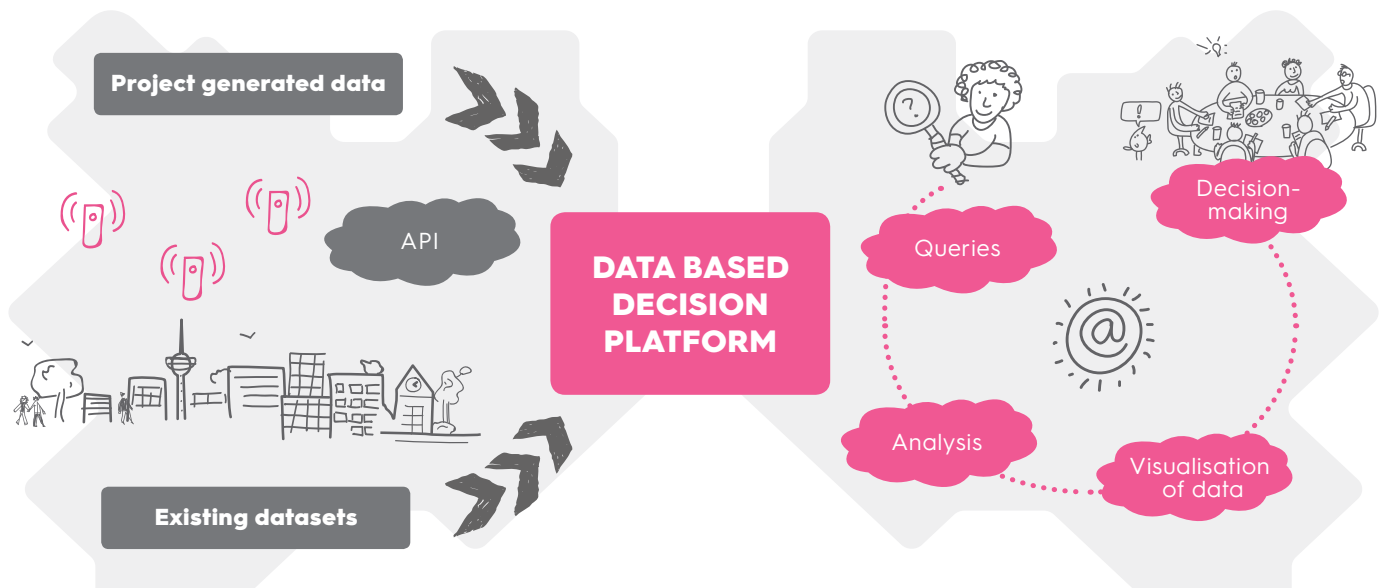 Project generated data
?
!
API
DATA BASED
DECISION
PLATFORM
Existing datasets
Queries
Decision-
making
@
Analysis
Visualisation
of data